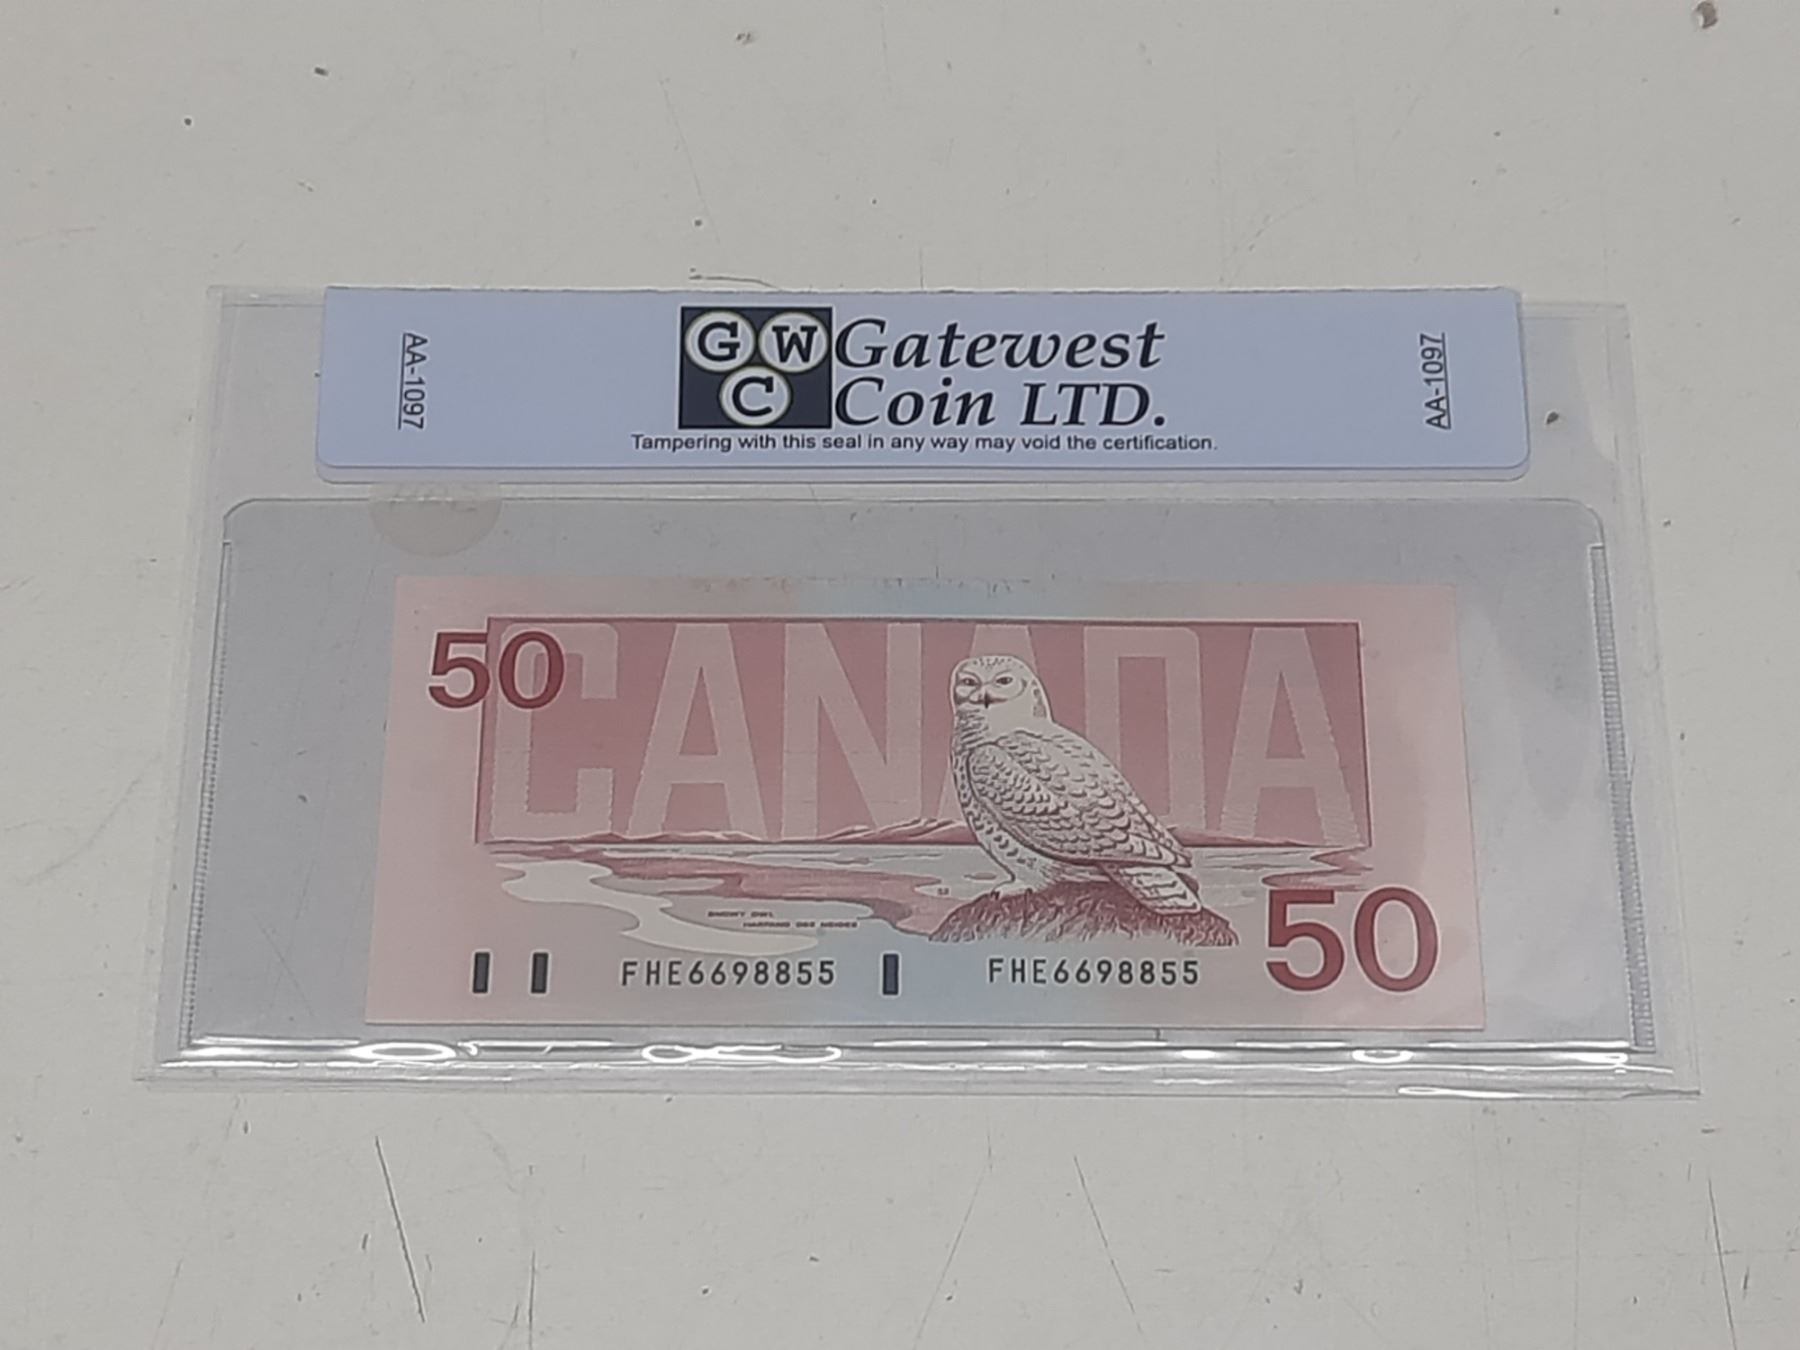 AA-1097
G W Gatewest
C Coin LTD.
Tampering with this seal in any way may void the certification.
AA-1097
50
CANADA
SNOWY OWL
HARFANG DES NEIGES
50
FHE6698855
FHE6698855